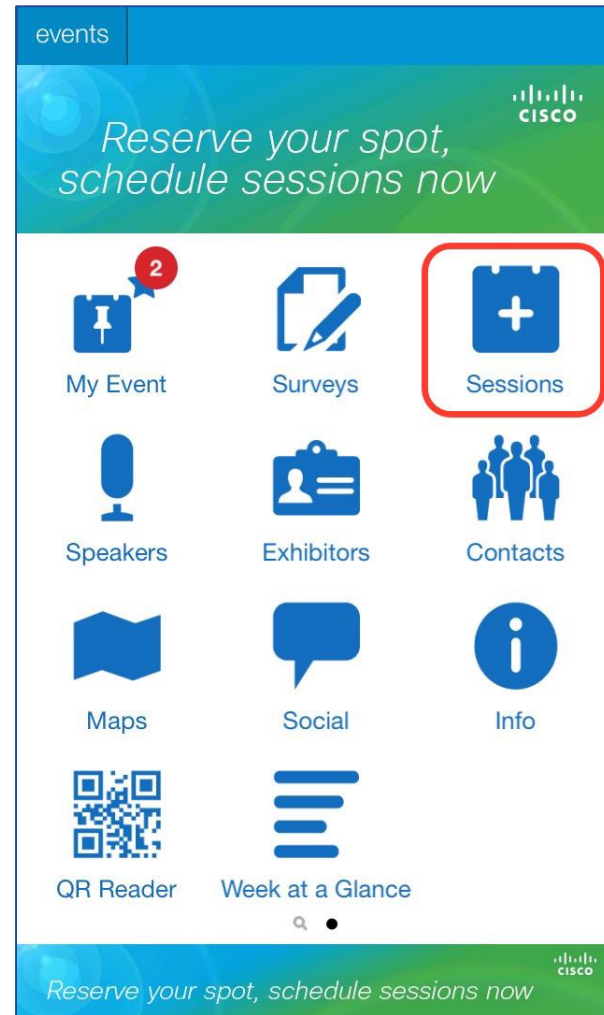 events
CISCO
Reserve your spot,
schedule sessions now
2
My Event
Surveys
Sessions
Speakers
Exhibitors
Contacts
Maps
Social
Info
QR Reader
Week at a Glance
CISCO
Reserve your spot, schedule sessions now